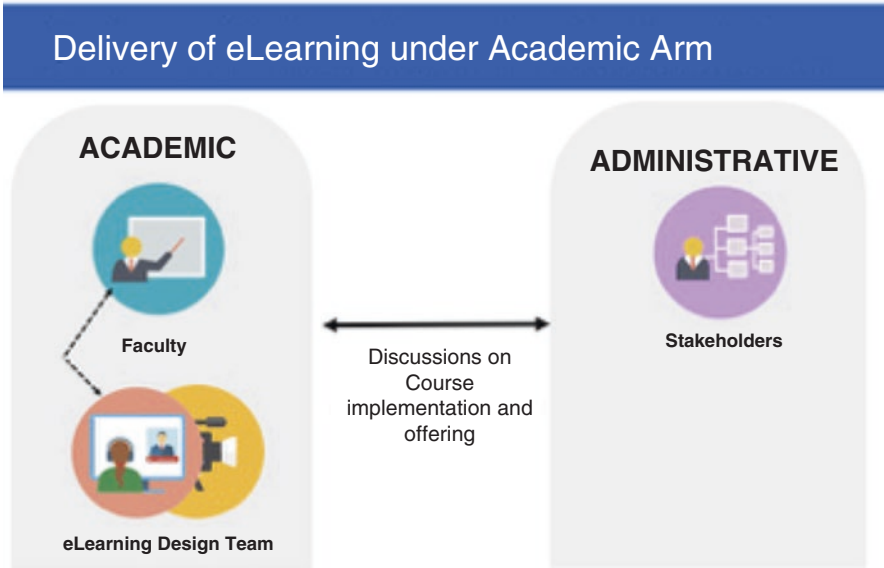 Delivery of eLearning under Academic Arm
ACADEMIC
Faculty
eLearning Design Team
Discussions on
Course
implementation and
offering
ADMINISTRATIVE
Stakeholders